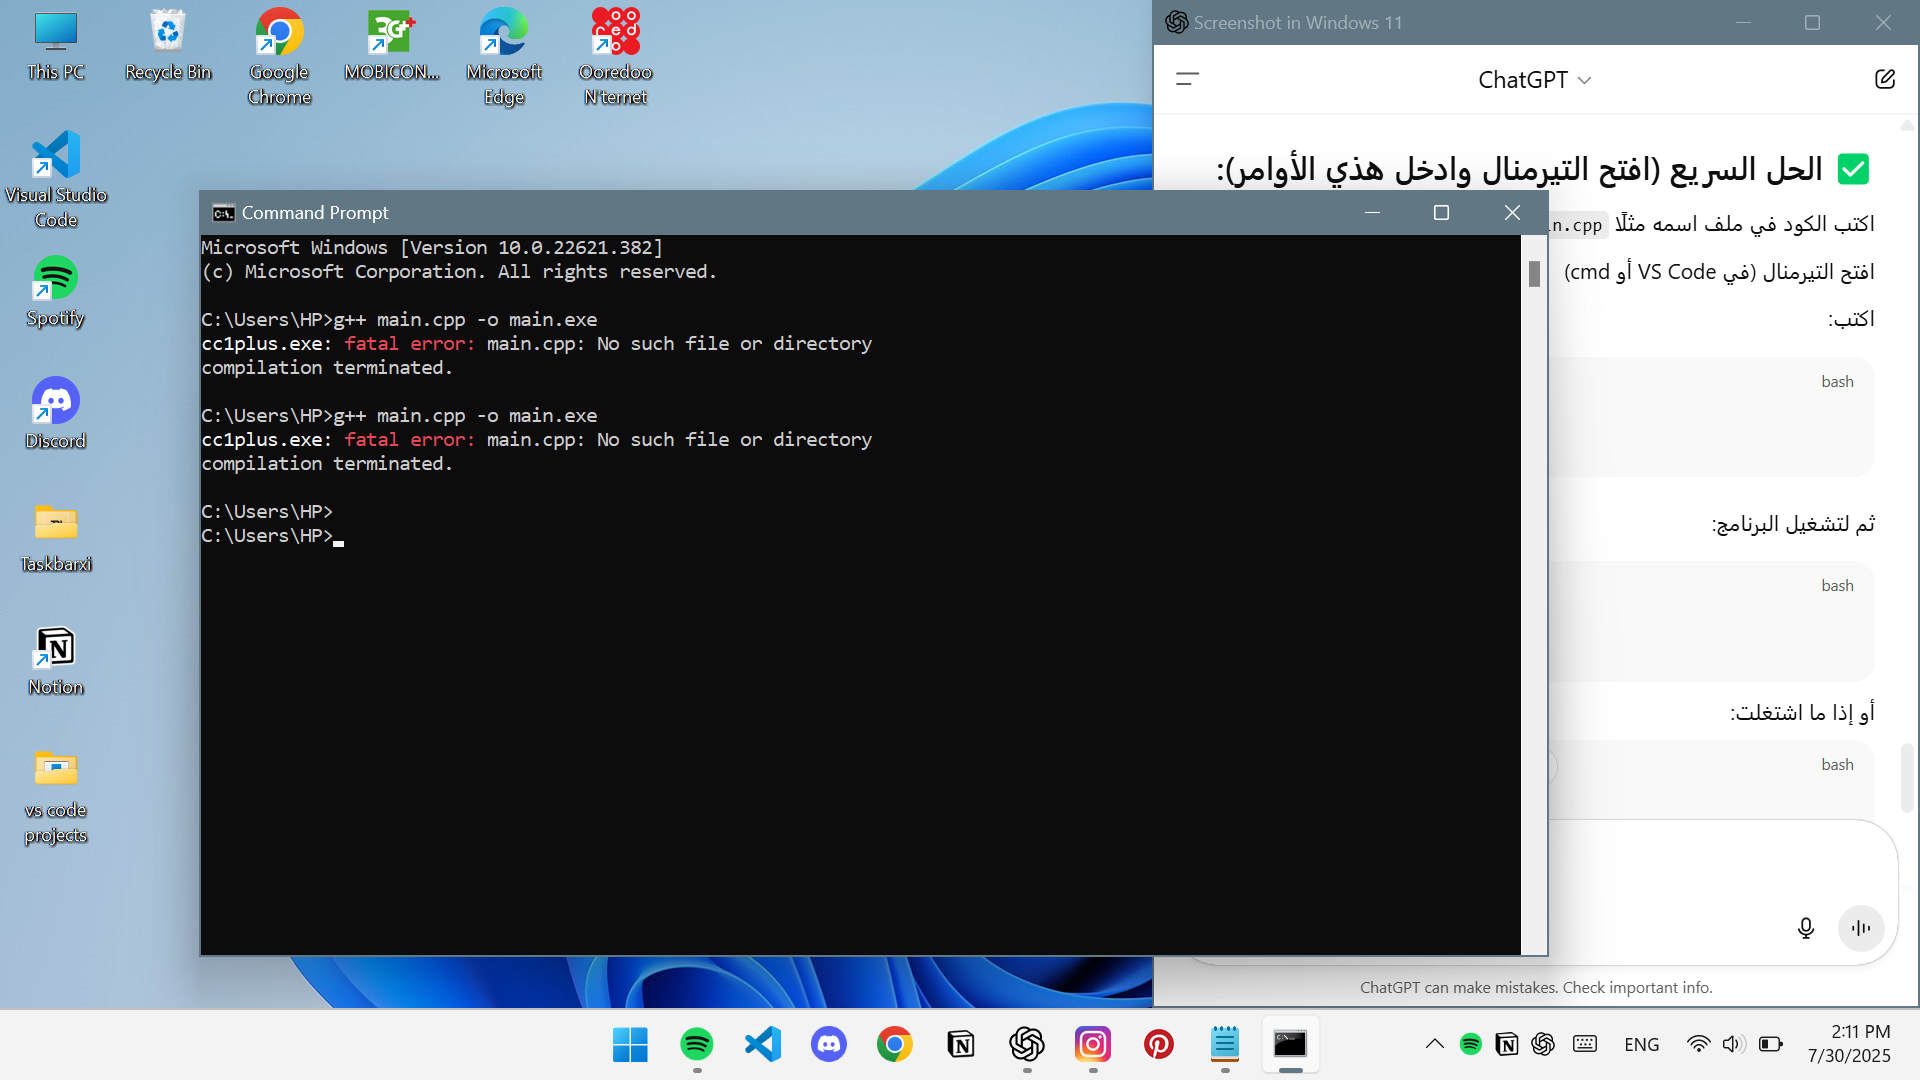 This PC
Recycle Bin
Google
Chrome
MOBICON...
Microsoft
Edge
Ooredoo
N'ternet
Visual Studio
Code
Spotify
Discord
Taskbarxi
Notion
vs code
projects
Command Prompt
Microsoft Windows [Version 10.0.22621.382]
(c) Microsoft Corporation. All rights reserved.
C:\Users\HP>g++ main.cpp -o main.exe
cc1plus.exe: fatal error: main.cpp: No such file or directory
compilation terminated.
C:\Users\HP>g++ main.cpp -o main.exe
cc1plus.exe: fatal error: main.cpp: No such file or directory
compilation terminated.
C:\Users\HP>
C:\Users\HP>
Screenshot in Windows 11
ChatGPT
✅ الحل السريع (افتح التيرمنال وادخل هذي الأوامر):
اكتب الكود في ملف اسمه مثلًا n.cpp
افتح التيرمنال (في VS Code أو cmd)
اكتب:
bash
ثم لتشغيل البرنامج:
bash
أو إذا ما اشتغلت:
bash
ChatGPT can make mistakes. Check important info.
ENG
2:11 PM
7/30/2025